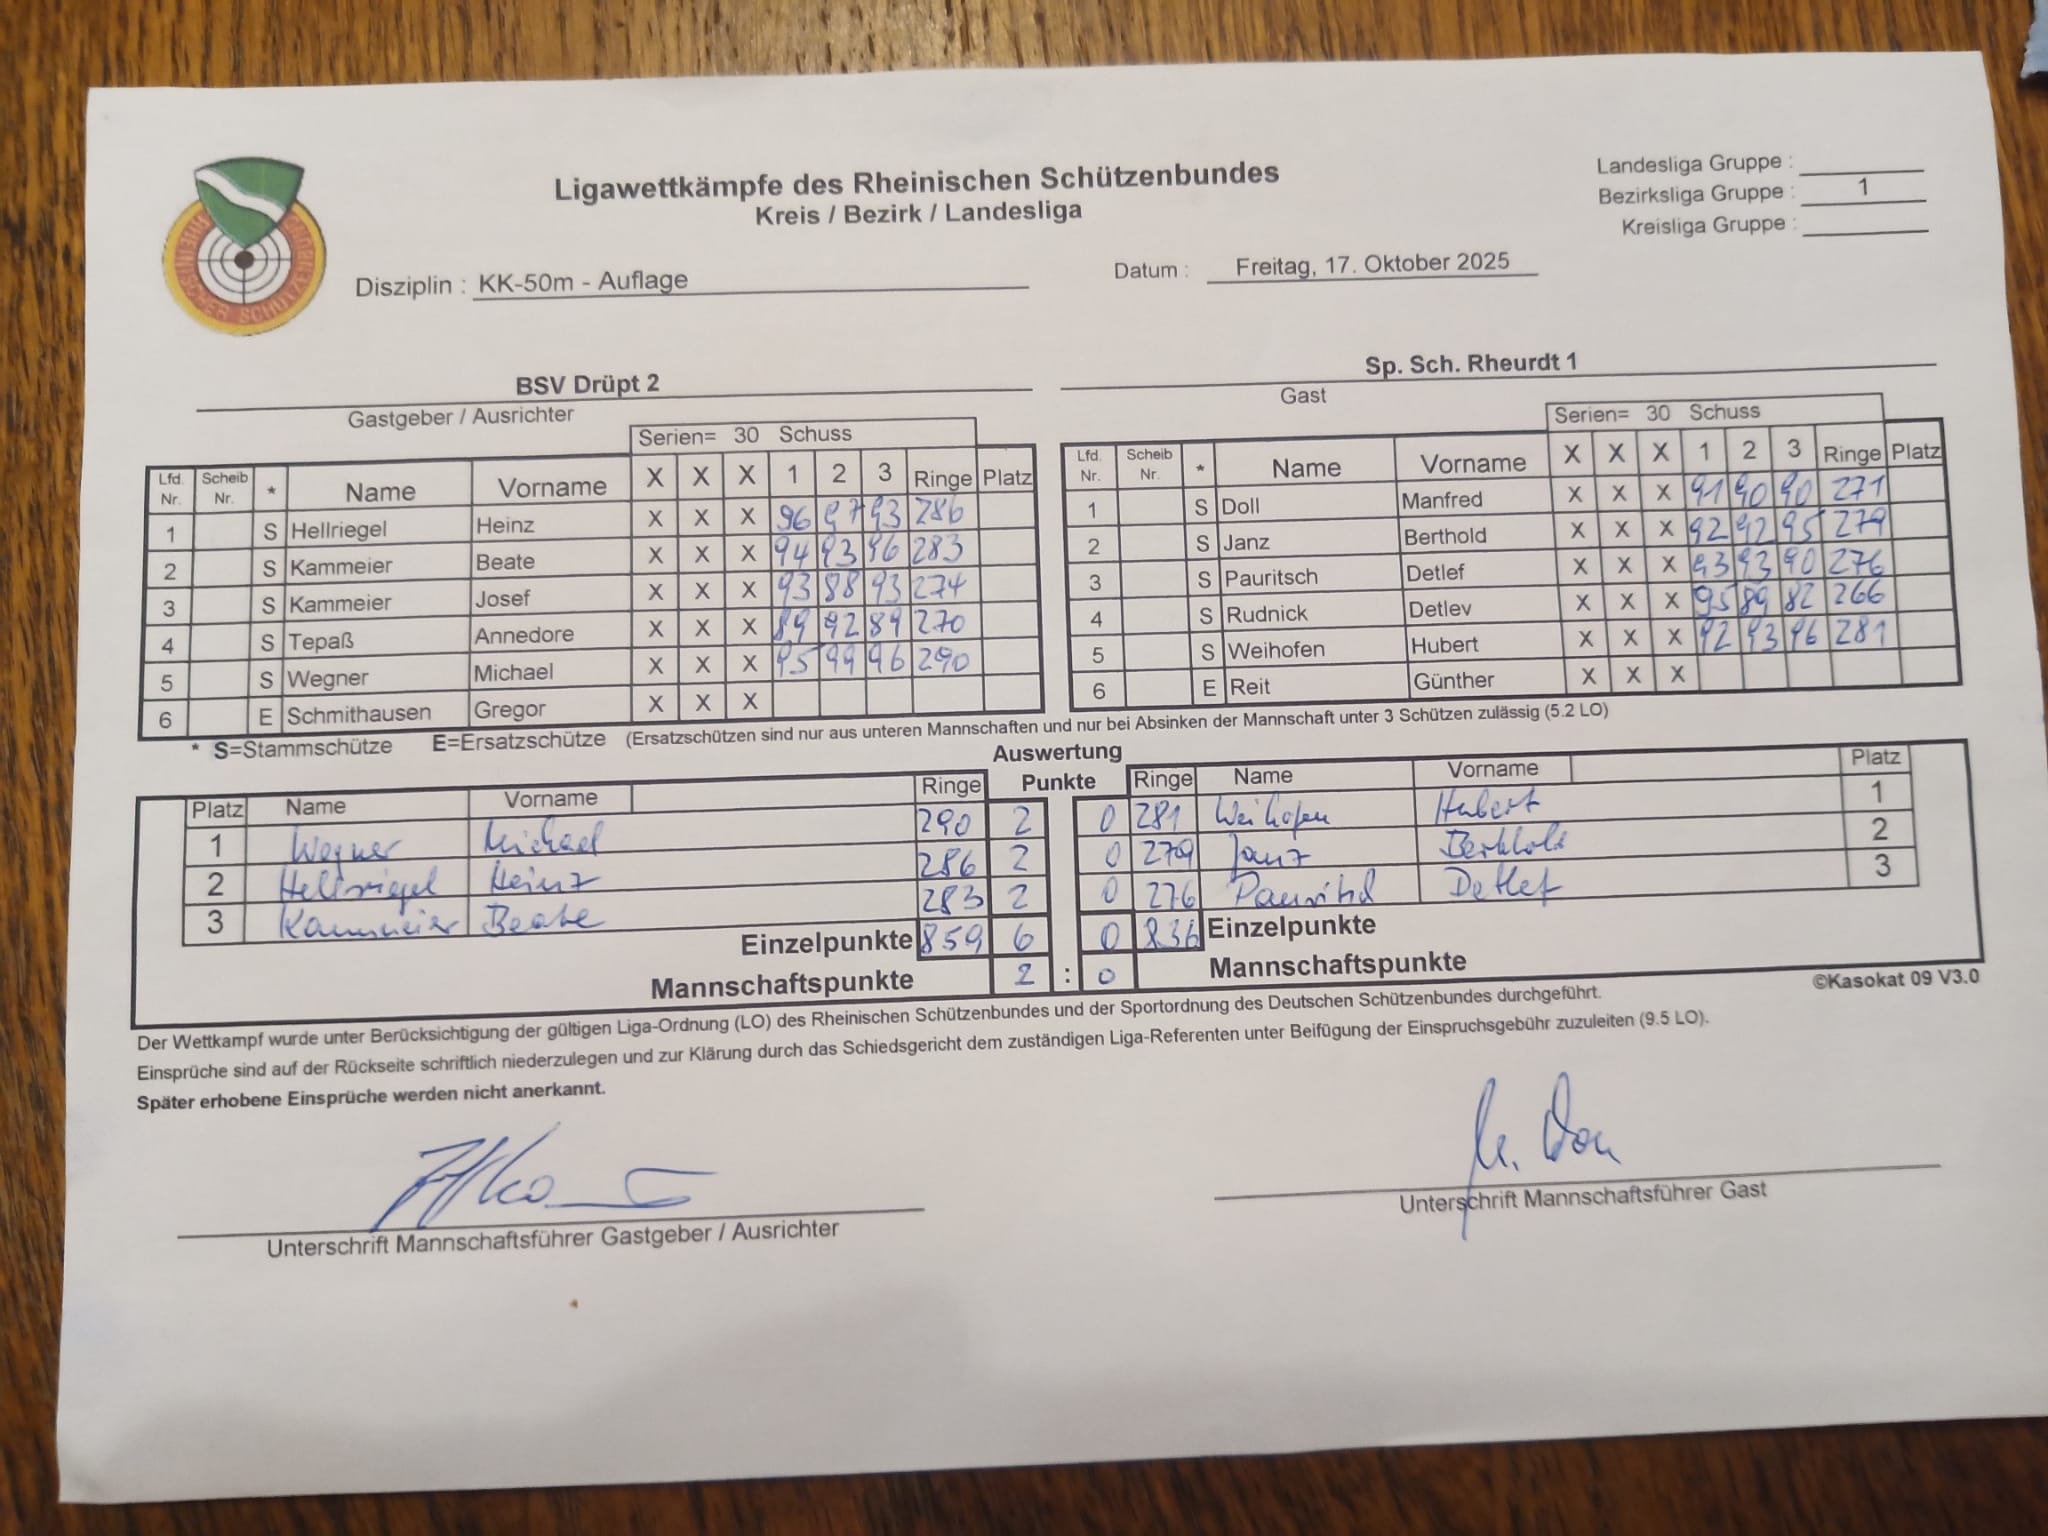 Ligawettkämpfe des Rheinischen Schützenbundes
Kreis / Bezirk / Landesliga
Landesliga Gruppe :
Bezirksliga Gruppe : 1
Kreisliga Gruppe :
RHEINISCHER SCHÜTZENBUND
Disziplin : KK-50m - Auflage
Datum : Freitag, 17. Oktober 2025
BSV Drüpt 2
Gastgeber / Ausrichter
Serien= 30 Schuss
Lfd. Nr. Scheib Nr. * Name Vorname X X X 1 2 3 Ringe Platz
1 S Hellriegel Heinz X X X 96 97 93 286
2 S Kammeier Beate X X X 94 93 96 283
3 S Kammeier Josef X X X 93 88 93 274
4 S Tepaß Annedore X X X 89 92 89 270
5 S Wegner Michael X X X 95 99 96 290
6 E Schmithausen Gregor X X X
Sp. Sch. Rheurdt 1
Gast
Serien= 30 Schuss
Lfd. Nr. Scheib Nr. * Name Vorname X X X 1 2 3 Ringe Platz
1 S Doll Manfred X X X 91 90 90 271
2 S Janz Berthold X X X 92 92 95 279
3 S Pauritsch Detlef X X X 93 93 90 276
4 S Rudnick Detlev X X X 95 89 82 266
5 S Weihofen Hubert X X X 92 93 96 281
6 E Reit Günther X X X
* S=Stammschütze E=Ersatzschütze (Ersatzschützen sind nur aus unteren Mannschaften und nur bei Absinken der Mannschaft unter 3 Schützen zulässig (5.2 LO)
Auswertung
Platz Name Vorname Ringe Punkte Ringe Name Vorname Platz
1 Wegner Michael 290 2 0 281 Weihofen Hubert 1
2 Hellriegel Heinz 286 2 0 279 Janz Berthold 2
3 Kammeier Beate 283 2 0 276 Pauritsch Detlef 3
Einzelpunkte 859 6 0 836 Einzelpunkte
Mannschaftspunkte 2 : 0 Mannschaftspunkte
©Kasokat 09 V3.0
Der Wettkampf wurde unter Berücksichtigung der gültigen Liga-Ordnung (LO) des Rheinischen Schützenbundes und der Sportordnung des Deutschen Schützenbundes durchgeführt.
Einsprüche sind auf der Rückseite schriftlich niederzulegen und zur Klärung durch das Schiedsgericht dem zuständigen Liga-Referenten unter Beifügung der Einspruchsgebühr zuzuleiten (9.5 LO).
Später erhobene Einsprüche werden nicht anerkannt.
Unterschrift Mannschaftsführer Gastgeber / Ausrichter
Unterschrift Mannschaftsführer Gast